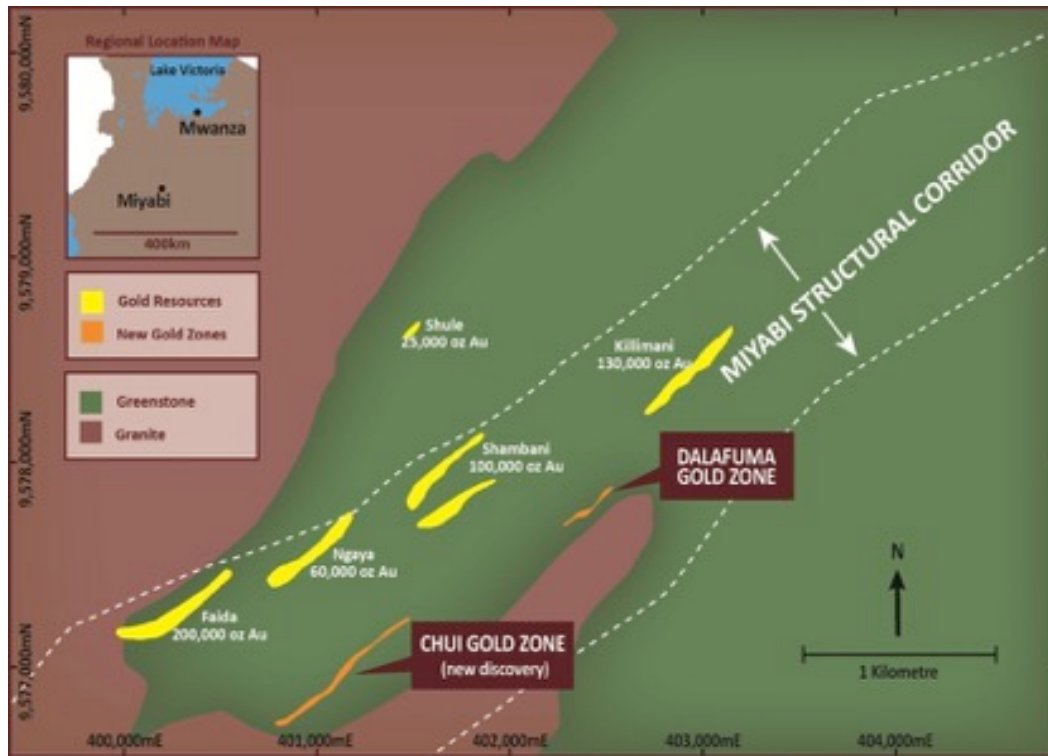 Regional Location Map
Lake Victoria
Mwanza
Miyabi
400km
Gold Resources
New Gold Zones
Greenstone
Granite
9,580,000mN
9,579,000mN
9,578,000mN
9,577,000mN
MIYABI STRUCTURAL CORRIDOR
Shule
25,000 oz Au
Killimani
130,000 oz Au
Shambani
100,000 oz Au
DALAFUMA
GOLD ZONE
Ngaya
60,000 oz Au
Faida
200,000 oz Au
CHUI GOLD ZONE
(new discovery)
N
1 Kilometre
400,000mE
401,000mE
402,000mE
403,000mE
404,000mE